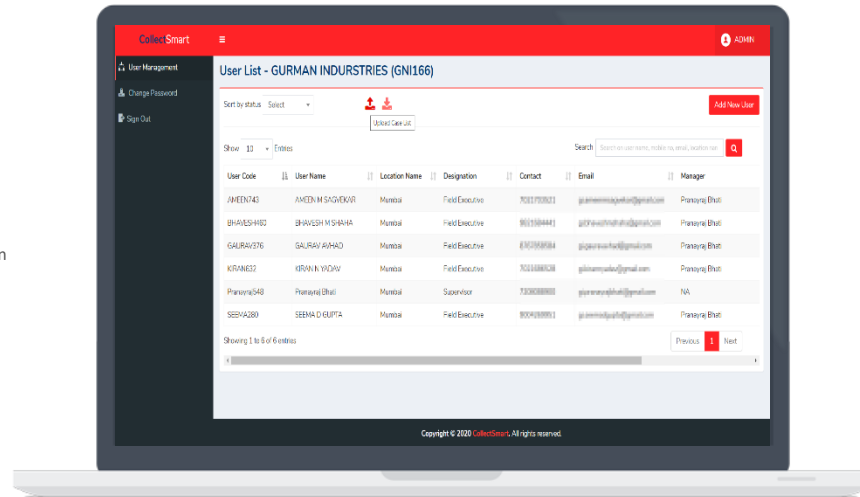 CollectSmart
ADMIN
User Management
Change Password
Sign Out
User List - GURMAN INDURSTRIES (GNI166)
Sort by status Select
Add New User
Upload Case List
Show 10 Entries
Search
User Code User Name Location Name Designation Contact Email Manager
AMEEN743 AMEEN M SAGVEKAR Mumbai Field Executive Pranayraj Bhati
BHAVESH460 BHAVESH M SHAHA Mumbai Field Executive Pranayraj Bhati
GAURAV376 GAURAV AVHAD Mumbai Field Executive Pranayraj Bhati
n
KIRAN632 KIRAN N YADAV Mumbai Field Executive Pranayraj Bhati
Pranayraj548 Pranayraj Bhati Mumbai Supervisor NA
SEEMA280 SEEMA D GUPTA Mumbai Field Executive Pranayraj Bhati
Showing 1 to 6 of 6 entries
Previous 1 Next
Copyright © 2020 CollectSmart, All rights reserved.